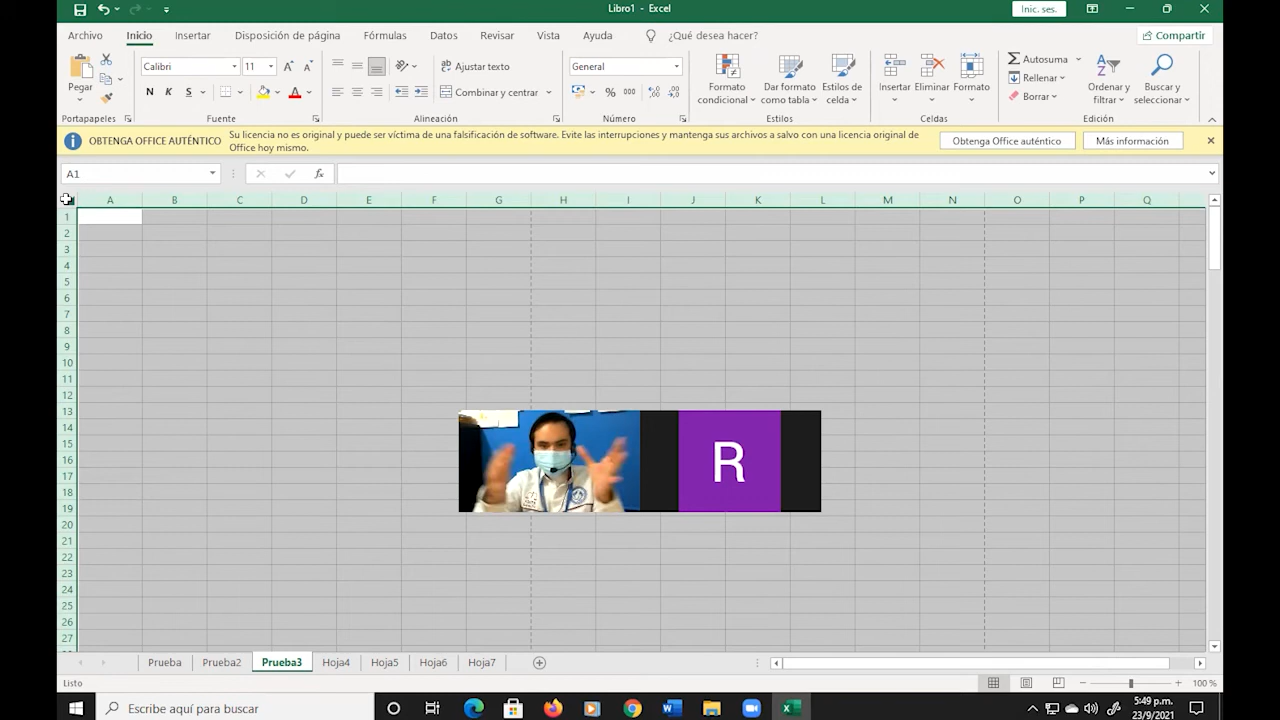 Libro1 - Excel
Inic. ses.
Archivo Inicio Insertar Disposición de página Fórmulas Datos Revisar Vista Ayuda ¿Qué desea hacer? Compartir
Pegar
Calibri 11
N K S A
Ajustar texto
Combinar y centrar
General
% 000
Formato condicional
Dar formato como tabla
Estilos de celda
Insertar Eliminar Formato
Autosuma
Rellenar
Borrar
Ordenar y filtrar
Buscar y seleccionar
Portapapeles Fuente Alineación Número Estilos Celdas Edición
OBTENGA OFFICE AUTÉNTICO
Su licencia no es original y puede ser víctima de una falsificación de software. Evite las interrupciones y mantenga sus archivos a salvo con una licencia original de
Office hoy mismo.
Obtenga Office auténtico
Más información
A1
fx
A B C D E F G H I J K L M N O P Q
1
2
3
4
5
6
7
8
9
10
11
12
13
14
15
16
17
18
19
20
21
22
23
24
25
26
27
R
Prueba Prueba2 Prueba3 Hoja4 Hoja5 Hoja6 Hoja7
Listo
100 %
Escribe aquí para buscar
5:49 p.m.
23/9/2021